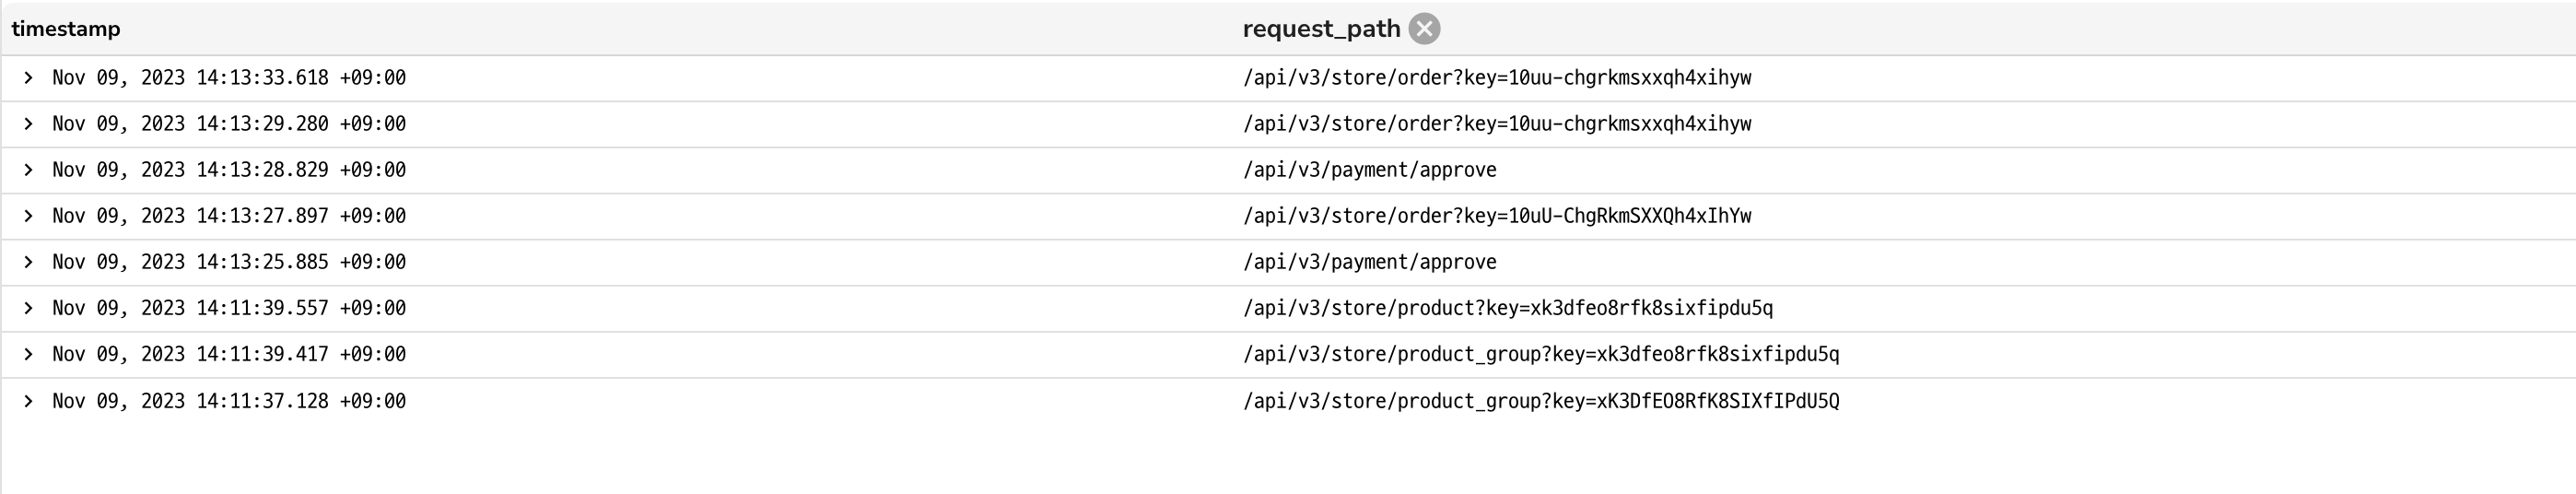 timestamp request_path
Nov 09, 2023 14:13:33.618 +09:00 /api/v3/store/order?key=10uu-chgrkmsxxqh4xihyw
Nov 09, 2023 14:13:29.280 +09:00 /api/v3/store/order?key=10uu-chgrkmsxxqh4xihyw
Nov 09, 2023 14:13:28.829 +09:00 /api/v3/payment/approve
Nov 09, 2023 14:13:27.897 +09:00 /api/v3/store/order?key=10uU-ChgRkmSXXQh4xIhYw
Nov 09, 2023 14:13:25.885 +09:00 /api/v3/payment/approve
Nov 09, 2023 14:11:39.557 +09:00 /api/v3/store/product?key=xk3dfeo8rfk8sixfipdu5q
Nov 09, 2023 14:11:39.417 +09:00 /api/v3/store/product_group?key=xk3dfeo8rfk8sixfipdu5q
Nov 09, 2023 14:11:37.128 +09:00 /api/v3/store/product_group?key=xK3DfEO8RfK8SIXfIPdU5Q